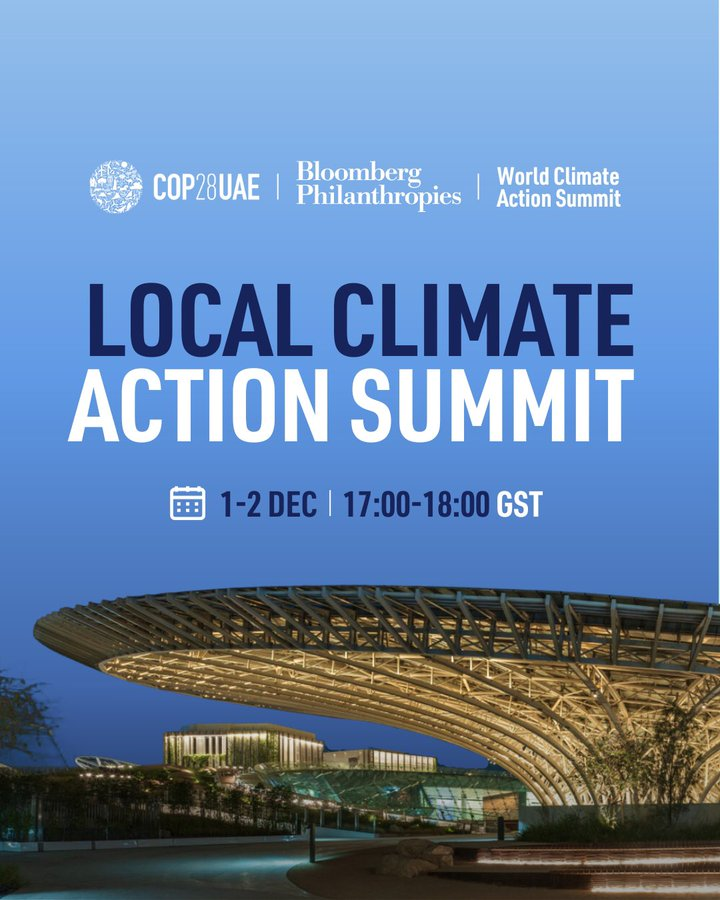 COP28UAE | Bloomberg Philanthropies | World Climate Action Summit
LOCAL CLIMATE
ACTION SUMMIT
1-2 DEC | 17:00-18:00 GST